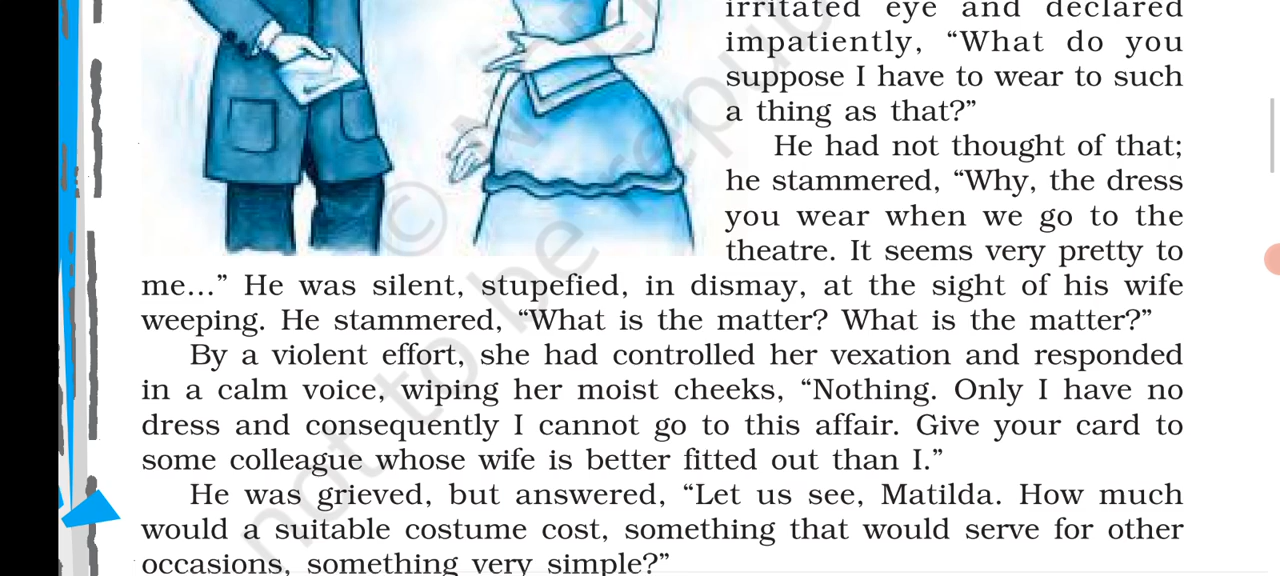 irritated eye and declared
impatiently, “What do you
suppose I have to wear to such
a thing as that?”
He had not thought of that;
he stammered, “Why, the dress
you wear when we go to the
theatre. It seems very pretty to
me...” He was silent, stupefied, in dismay, at the sight of his wife
weeping. He stammered, “What is the matter? What is the matter?”
By a violent effort, she had controlled her vexation and responded
in a calm voice, wiping her moist cheeks, “Nothing. Only I have no
dress and consequently I cannot go to this affair. Give your card to
some colleague whose wife is better fitted out than I.”
He was grieved, but answered, “Let us see, Matilda. How much
would a suitable costume cost, something that would serve for other
occasions, something very simple?”
not to be repu